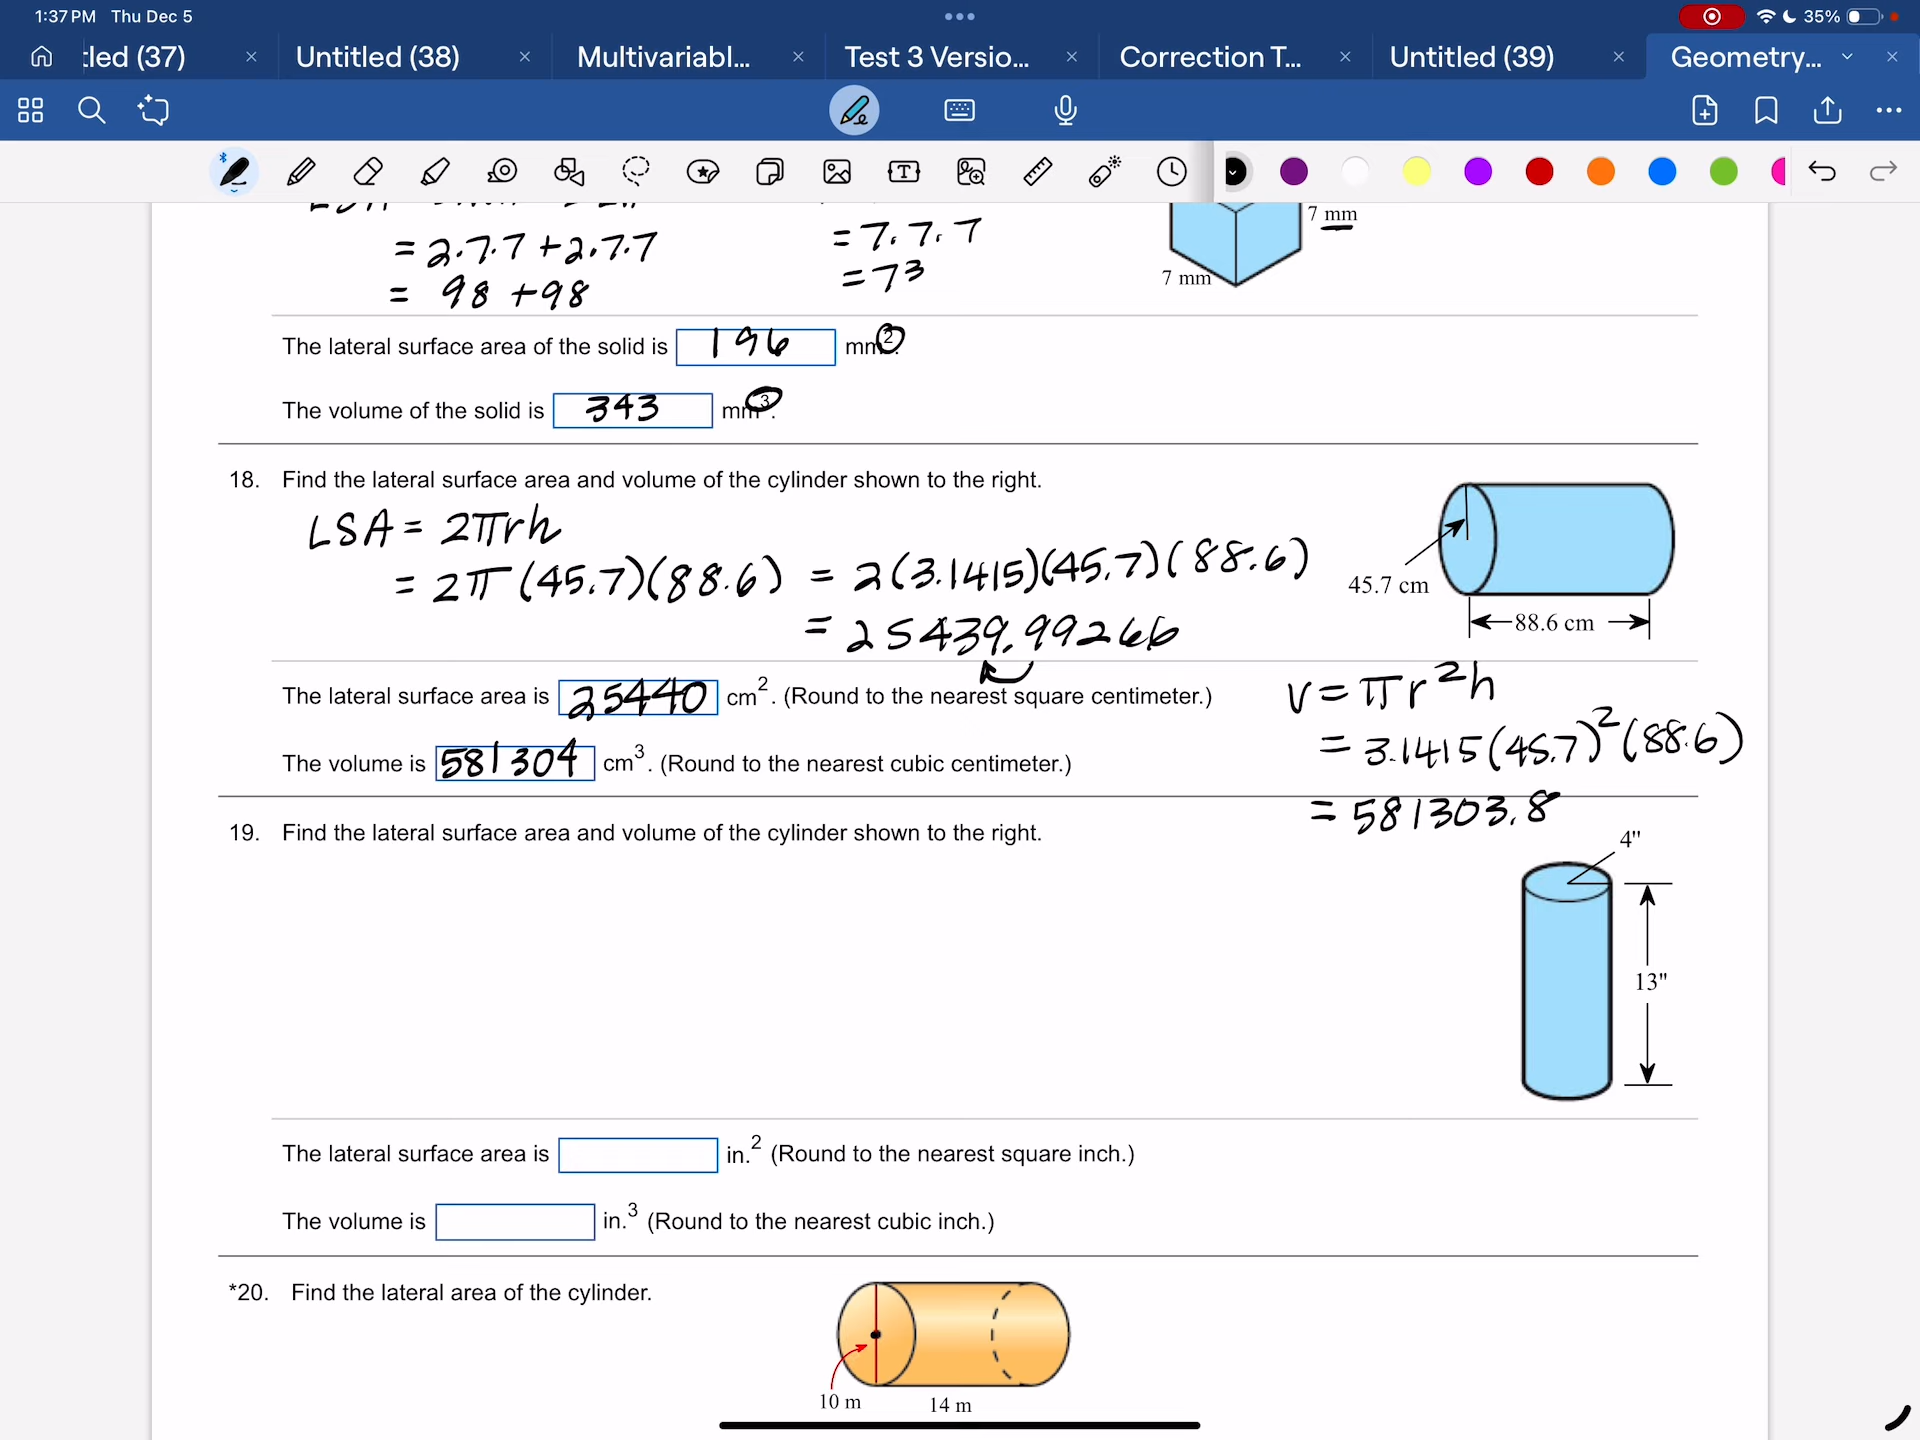 1:37 PM Thu Dec 5
35%
tled (37)
Untitled (38)
Multivariabl...
Test 3 Versio...
Correction T...
Untitled (39)
Geometry...
= 2.7.7 + 2.7.7
= 98 + 98
= 7.7.7
= 7³
7 mm
7 mm
The lateral surface area of the solid is 196 mm².
The volume of the solid is 343 mm³.
18. Find the lateral surface area and volume of the cylinder shown to the right.
LSA = 2πrh
= 2π (45.7)(88.6) = 2(3.1415)(45.7)(88.6)
= 25439.99266
45.7 cm
88.6 cm
The lateral surface area is 25440 cm². (Round to the nearest square centimeter.)
The volume is 581304 cm³. (Round to the nearest cubic centimeter.)
V = πr²h
= 3.1415(45.7)²(88.6)
= 581303.8
19. Find the lateral surface area and volume of the cylinder shown to the right.
4"
13"
The lateral surface area is in.² (Round to the nearest square inch.)
The volume is in.³ (Round to the nearest cubic inch.)
*20. Find the lateral area of the cylinder.
10 m
14 m